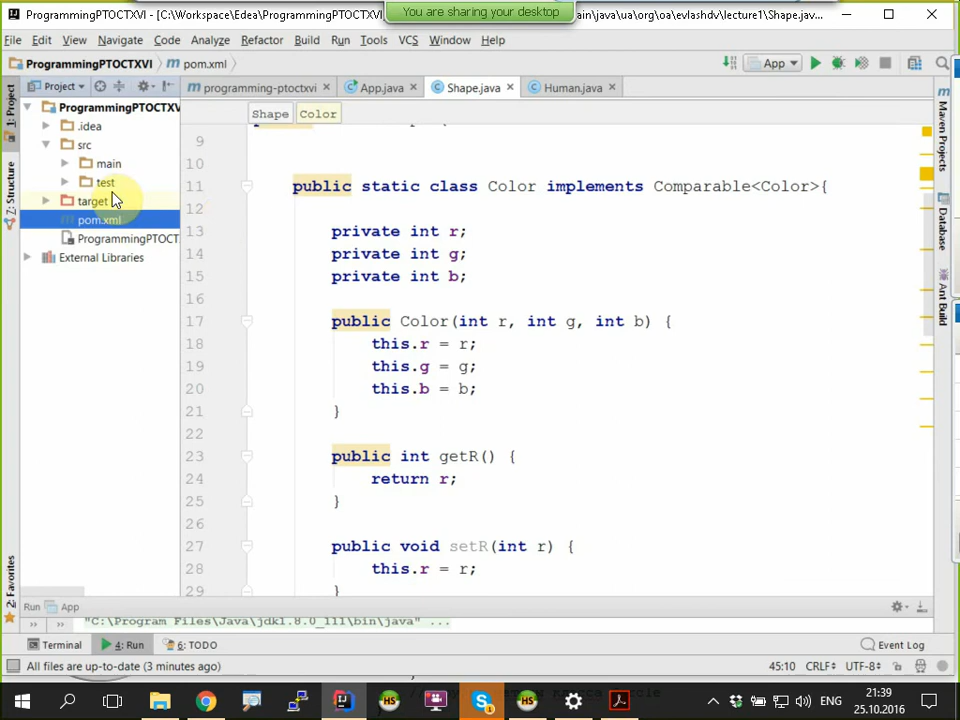 ProgrammingPTOCTXVI - [C:\Workspace\Edea\ProgrammingPTOCTXVI
You are sharing your desktop
ain/java/ua/org/oa/evlashdv/lecture1/Shape.jav...
File Edit View Navigate Code Analyze Refactor Build Run Tools VCS Window Help
ProgrammingPTOCTXVI pom.xml
App
Project
programming-ptoctxvi App.java Shape.java Human.java
Shape Color
1: Project
Z: Structure
2: Favorites
ProgrammingPTOCTXV
.idea
src
main
test
target
pom.xml
ProgrammingPTOCT
External Libraries
9
10
11 public static class Color implements Comparable<Color>{
12
13 private int r;
14 private int g;
15 private int b;
16
17 public Color(int r, int g, int b) {
18 this.r = r;
19 this.g = g;
20 this.b = b;
21 }
22
23 public int getR() {
24 return r;
25 }
26
27 public void setR(int r) {
28 this.r = r;
29 }
Maven Projects
Database
Ant Build
Run App
"C:\Program Files\Java\jdk1.8.0_111\bin\java" ...
Terminal 4: Run 6: TODO Event Log
All files are up-to-date (3 minutes ago) 45:10 CRLF UTF-8
ENG
21:39
25.10.2016